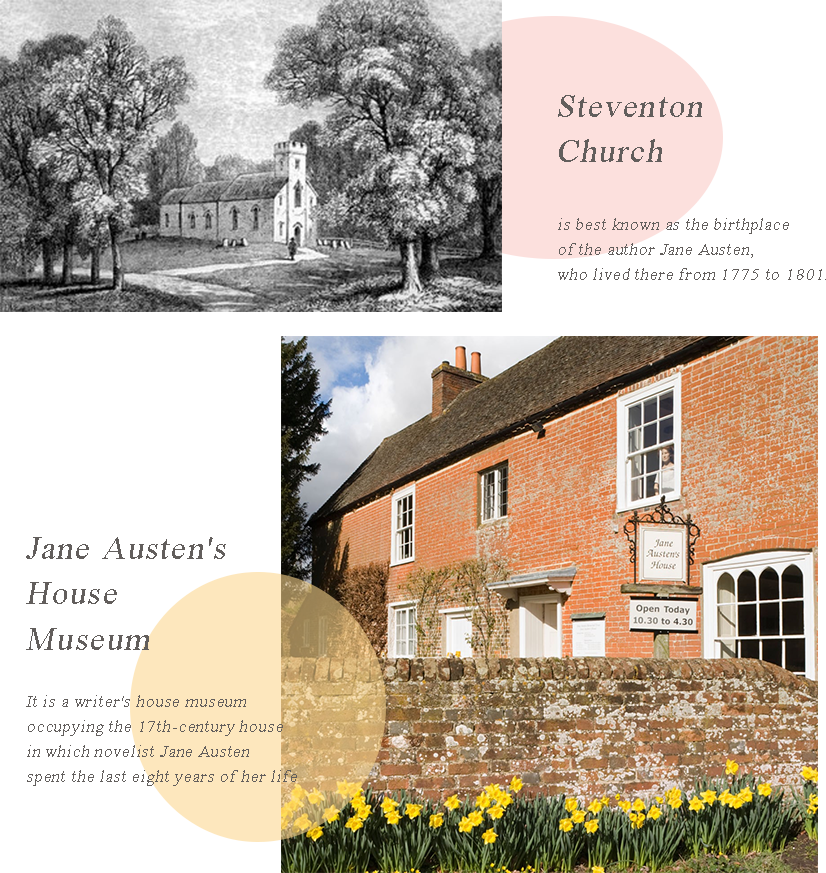 Steventon
Church
is best known as the birthplace
of the author Jane Austen,
who lived there from 1775 to 1801.
Jane Austen's
House
Museum
It is a writer's house museum
occupying the 17th-century house
in which novelist Jane Austen
spent the last eight years of her life
Jane
Austen's
House
Open Today
10.30 to 4.30